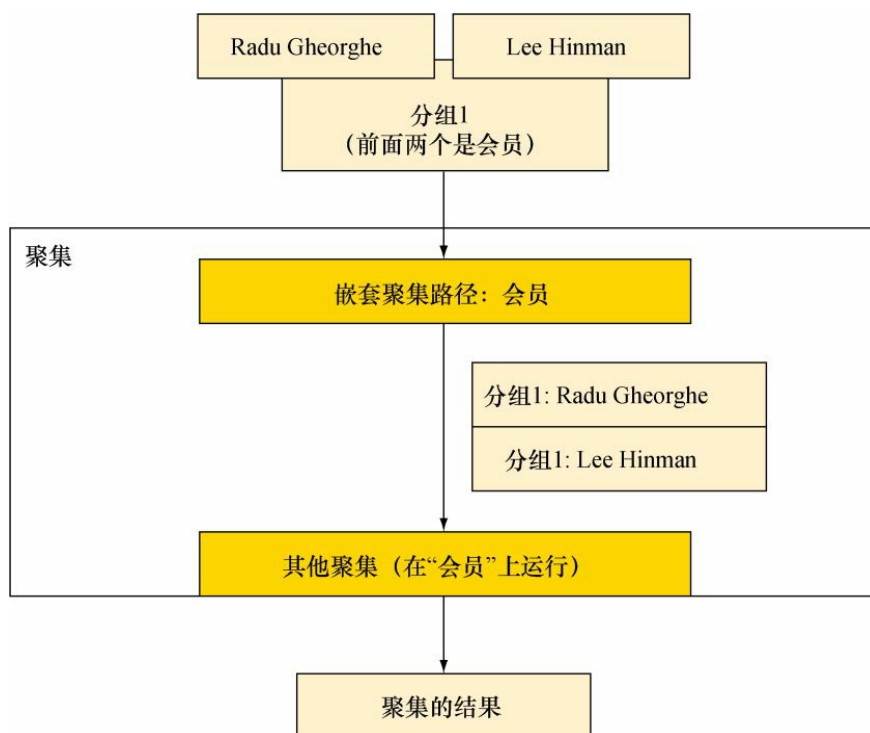 Radu Gheorghe
Lee Hinman
分组1
（前面两个是会员）
聚集
嵌套聚集路径：会员
分组1: Radu Gheorghe
分组1: Lee Hinman
其他聚集（在“会员”上运行）
聚集的结果